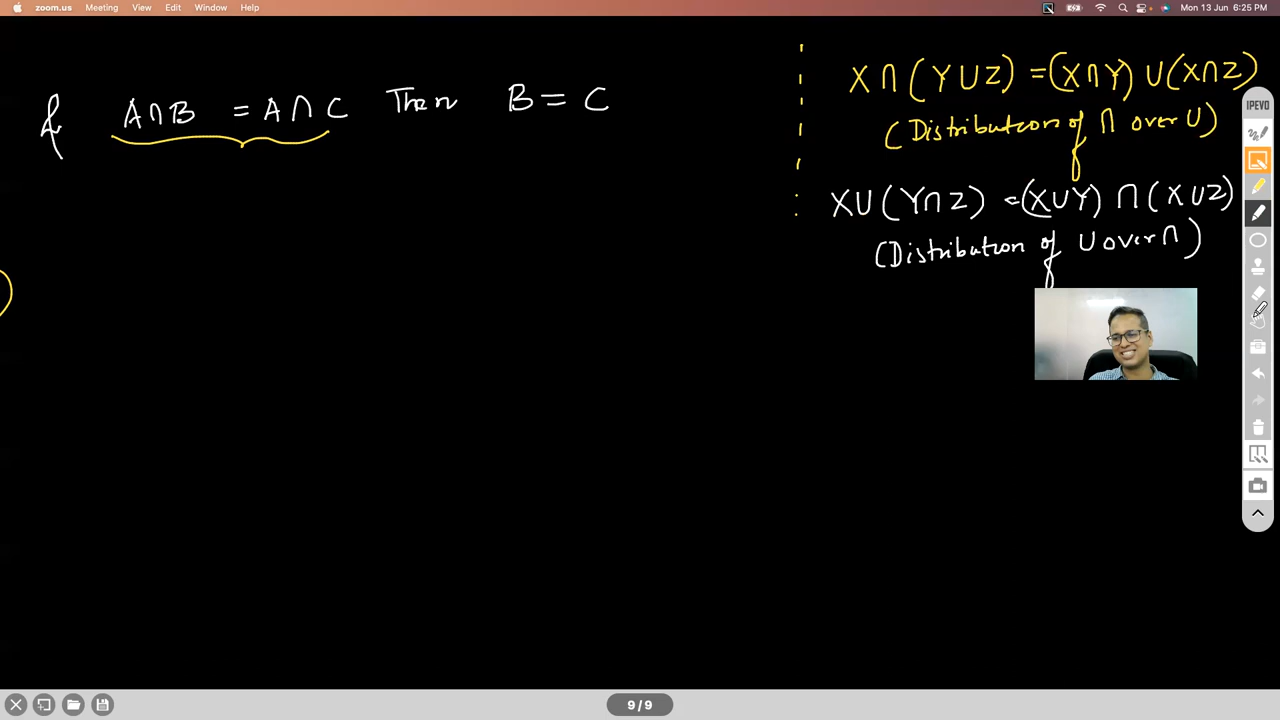 zoom.us Meeting View Edit Window Help Mon 13 Jun 6:25 PM
If A∩B = A∩C Then B = C
X∩(Y∪Z) = (X∩Y)∪(X∩Z)
(Distribution of ∩ over ∪)
X∪(Y∩Z) = (X∪Y)∩(X∪Z)
(Distribution of ∪ over ∩)
IPEVO
9/9